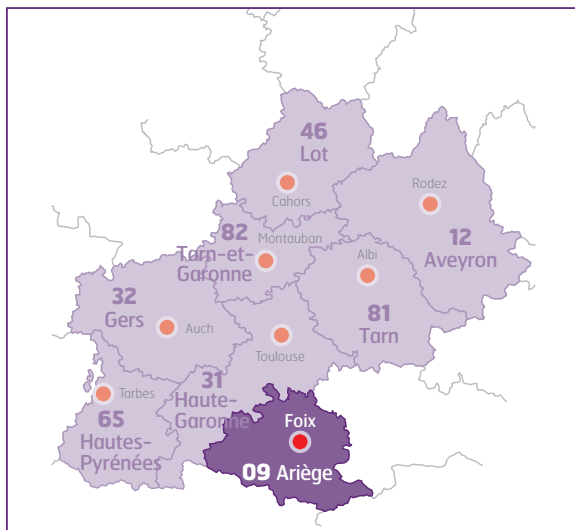 46
Lot
Cahors
Rodez
12
Aveyron
82
Tarn-et-
Garonne
Montauban
Albi
81
Tarn
32
Gers
Auch
Toulouse
31
Haute-
Garonne
Tarbes
65
Hautes-
Pyrénées
Foix
09 Ariège